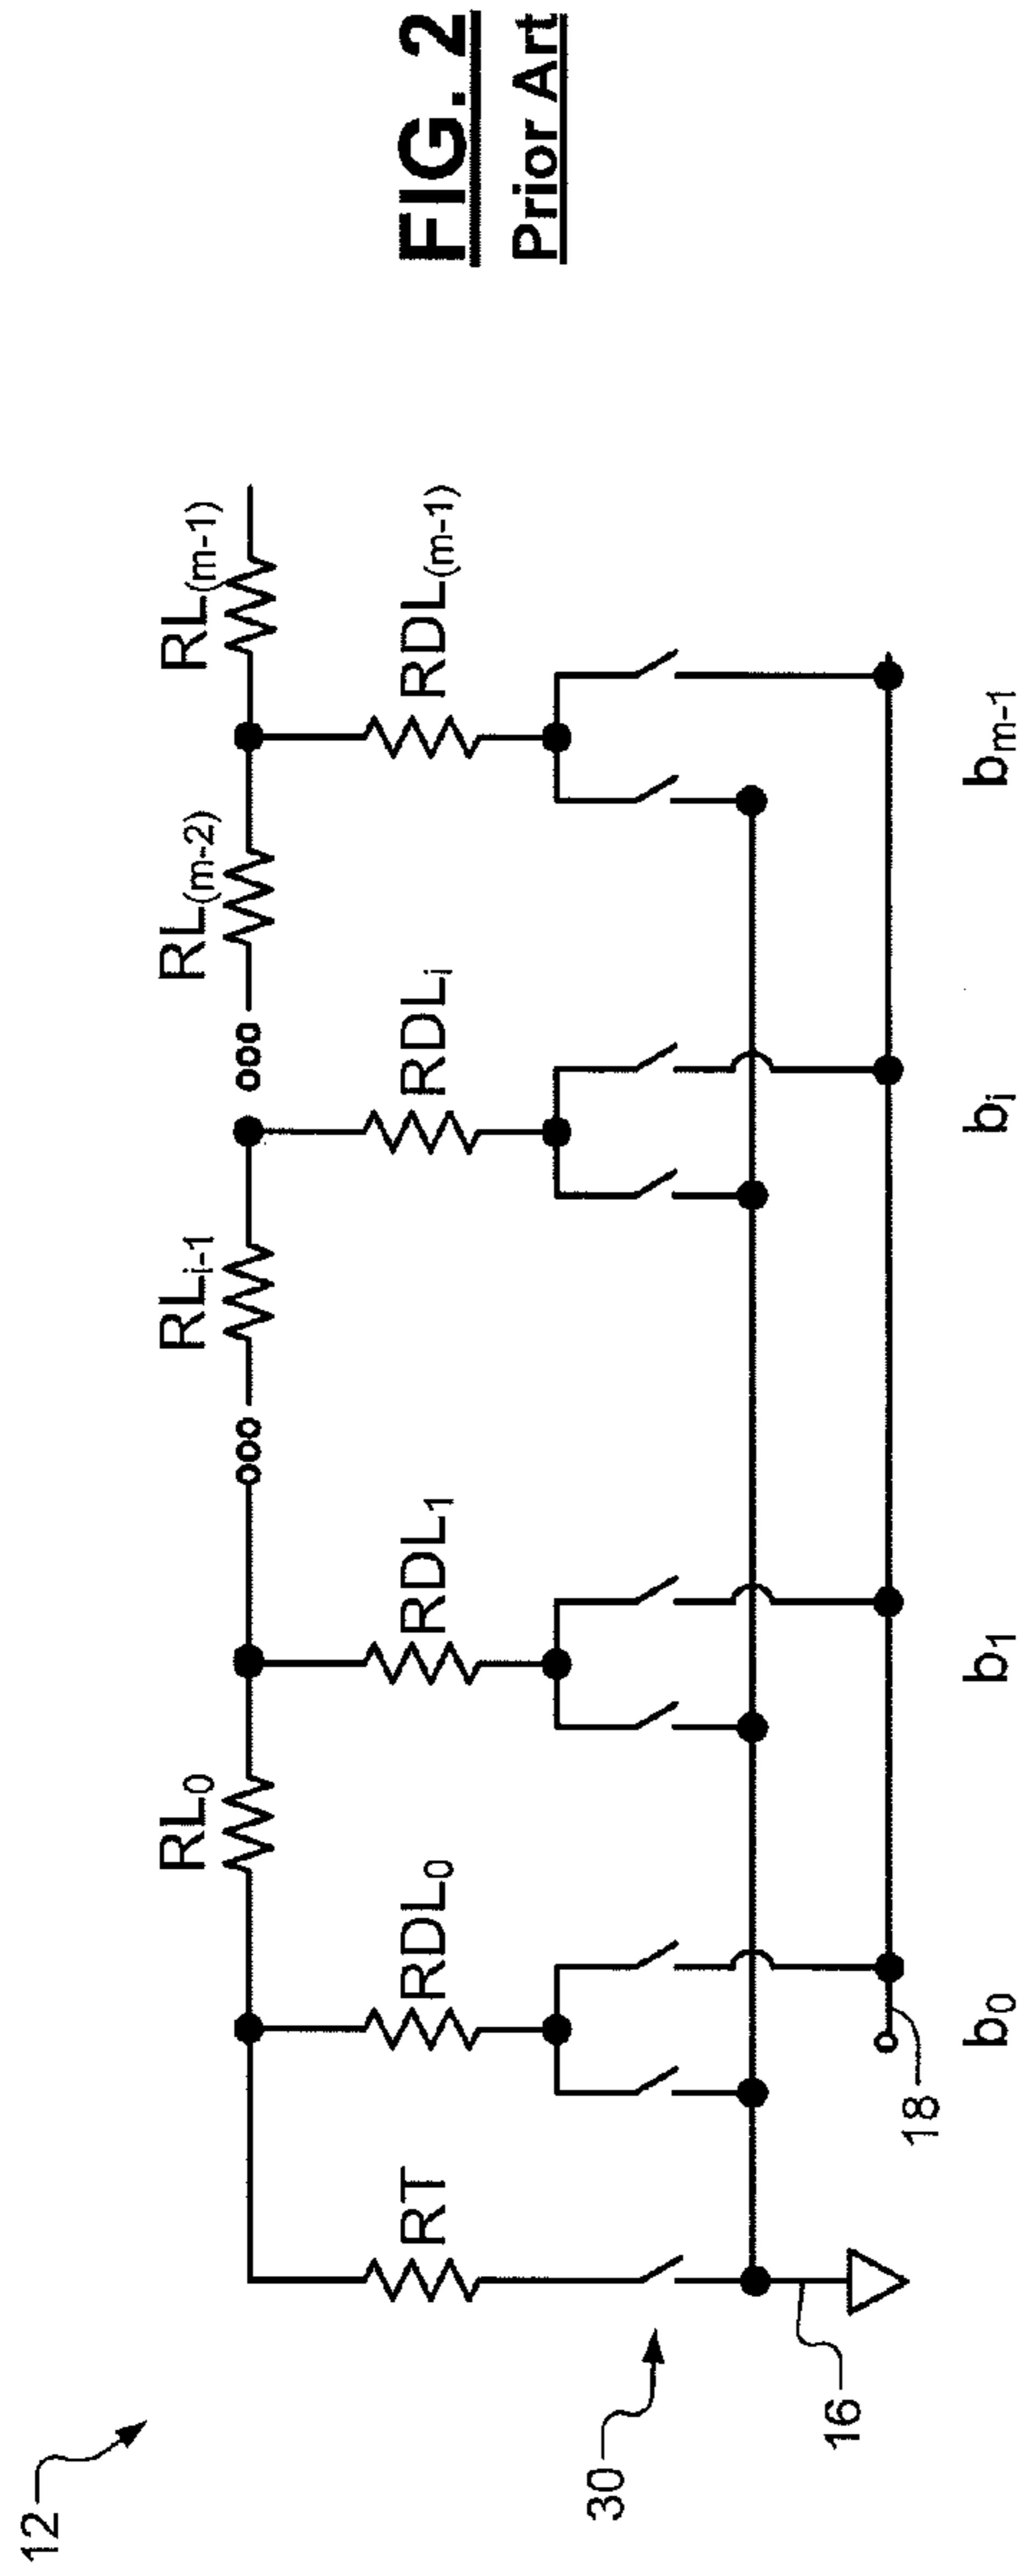 12
RL₀
RLᵢ₋₁
RL₍ₘ₋₂₎
RL₍ₘ₋₁₎
RT
RDL₀
RDL₁
RDLᵢ
RDL₍ₘ₋₁₎
30
16
18
b₀
b₁
bᵢ
bₘ₋₁
FIG. 2
Prior Art